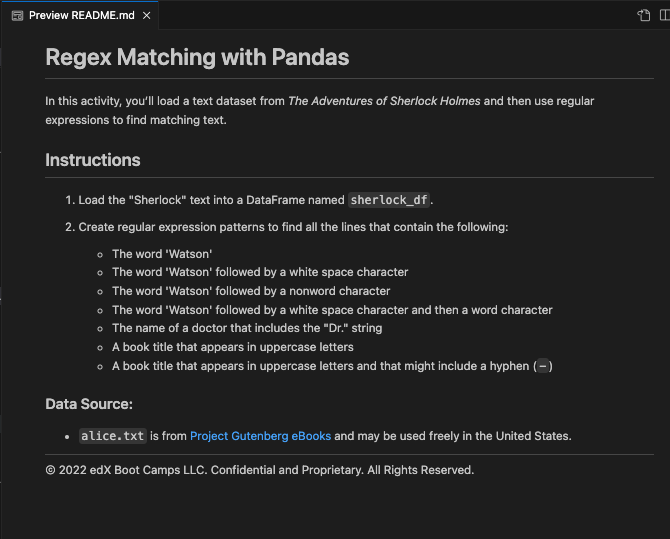 Preview README.md
Regex Matching with Pandas
In this activity, you’ll load a text dataset from The Adventures of Sherlock Holmes and then use regular
expressions to find matching text.
Instructions
1. Load the "Sherlock" text into a DataFrame named sherlock_df.
2. Create regular expression patterns to find all the lines that contain the following:
The word 'Watson'
The word 'Watson' followed by a white space character
The word 'Watson' followed by a nonword character
The word 'Watson' followed by a white space character and then a word character
The name of a doctor that includes the "Dr." string
A book title that appears in uppercase letters
A book title that appears in uppercase letters and that might include a hyphen (-)
Data Source:
alice.txt is from Project Gutenberg eBooks and may be used freely in the United States.
© 2022 edX Boot Camps LLC. Confidential and Proprietary. All Rights Reserved.